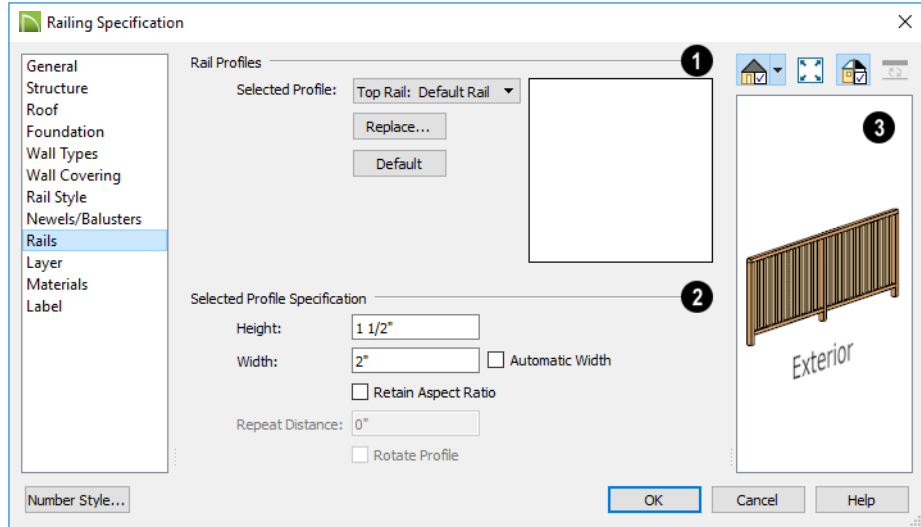 Railing Specification
General
Structure
Roof
Foundation
Wall Types
Wall Covering
Rail Style
Newels/Balusters
Rails
Layer
Materials
Label
Number Style...
Rail Profiles
1
Selected Profile: Top Rail: Default Rail
Replace...
Default
Selected Profile Specification
2
Height: 1 1/2"
Width: 2" Automatic Width
Retain Aspect Ratio
Repeat Distance: 0"
Rotate Profile
3
Exterior
OK Cancel Help